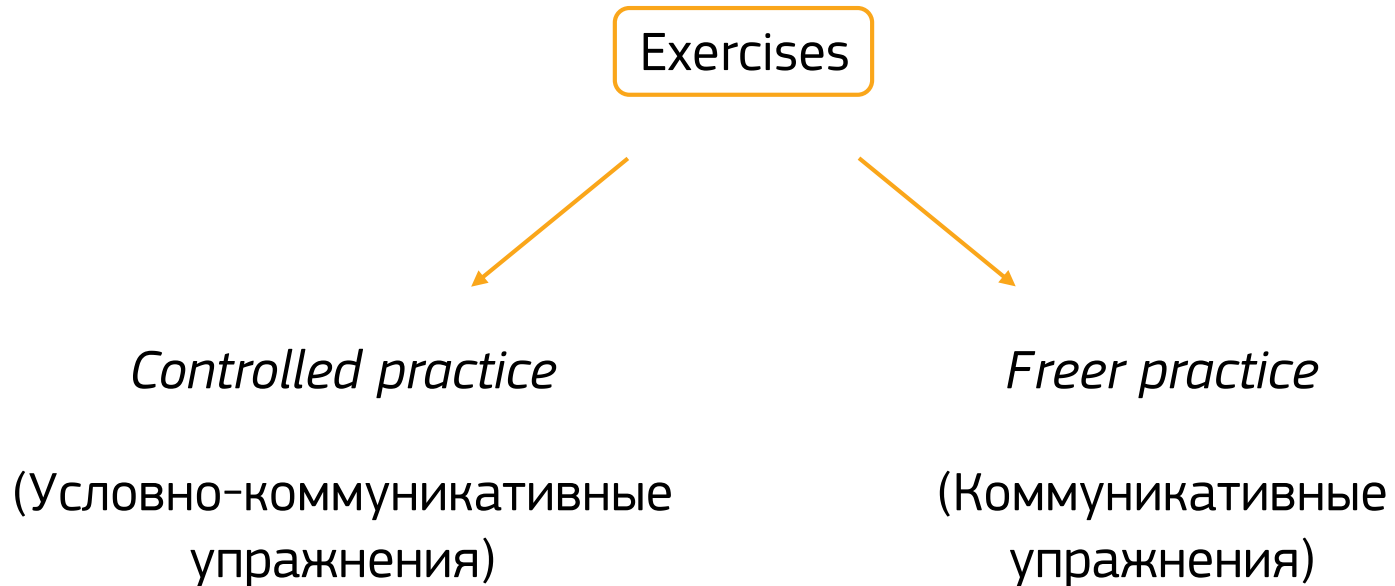 Exercises
Controlled practice
(Условно-коммуникативные
упражнения)
Freer practice
(Коммуникативные
упражнения)